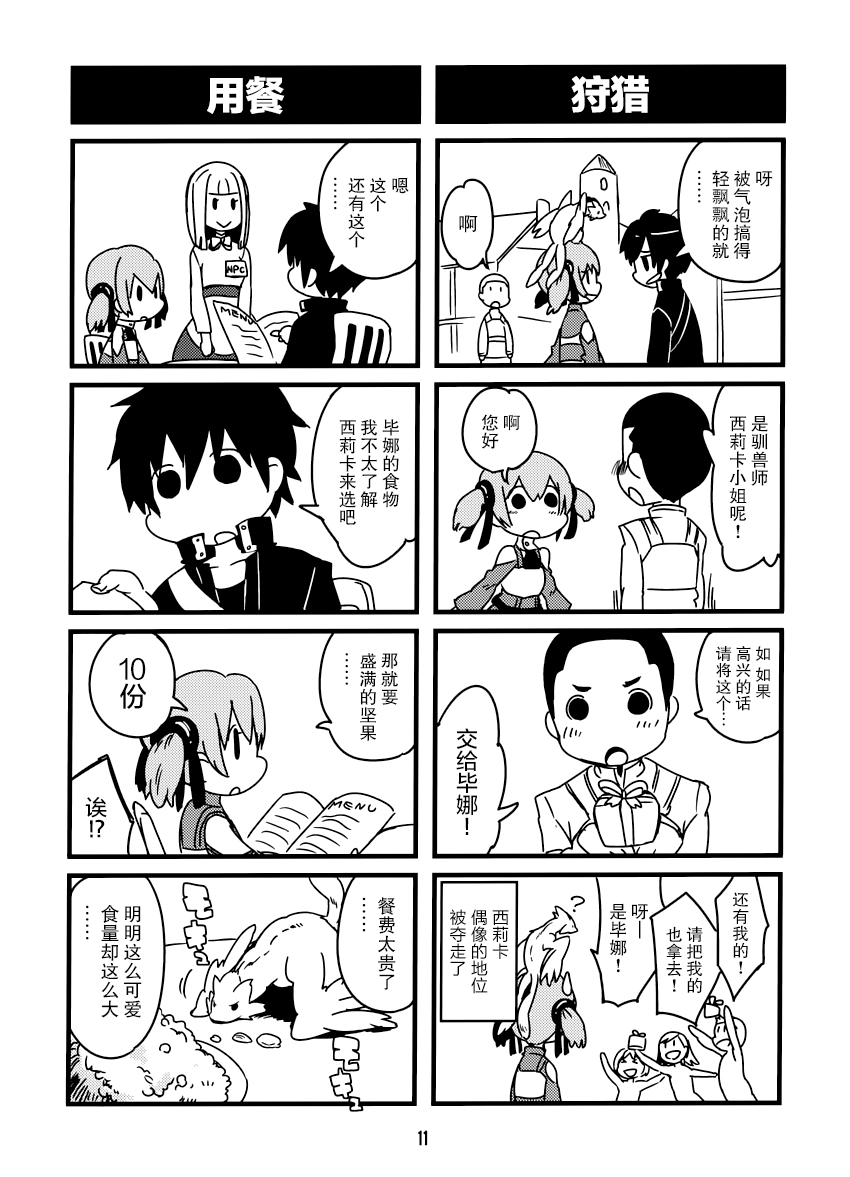 狩猎
呀
被气泡搞得
轻飘飘的就
……
啊
是驯兽师
西莉卡小姐呢！
啊
您好
如 如果
高兴的话
请将这个…
交给毕娜！
还有我的！
请把我的
也拿去！
呀—
是毕娜！
?
西莉卡
偶像的地位
被夺走了
用餐
嗯
这个
还有这个
……
NPC
MENU
毕娜的食物
我不太了解
西莉卡来选吧
那就要
盛满的坚果
……
10
份
MENU
诶!?
餐费太贵了
……
明明这么可爱
食量却这么大
……
11